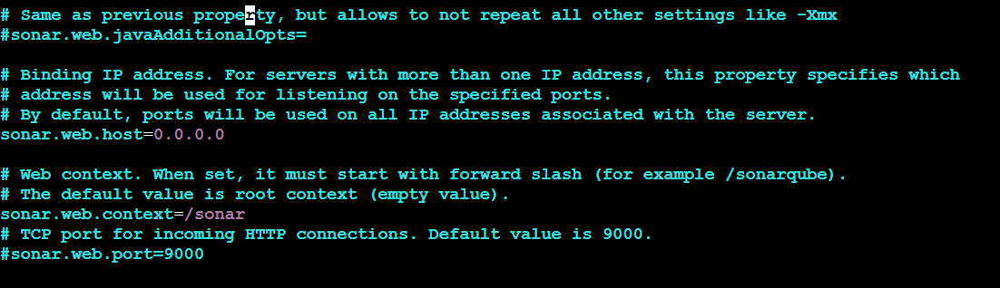 # Same as previous property, but allows to not repeat all other settings like -Xmx
#sonar.web.javaAdditionalOpts=
# Binding IP address. For servers with more than one IP address, this property specifies which
# address will be used for listening on the specified ports.
# By default, ports will be used on all IP addresses associated with the server.
sonar.web.host=0.0.0.0
# Web context. When set, it must start with forward slash (for example /sonarqube).
# The default value is root context (empty value).
sonar.web.context=/sonar
# TCP port for incoming HTTP connections. Default value is 9000.
#sonar.web.port=9000